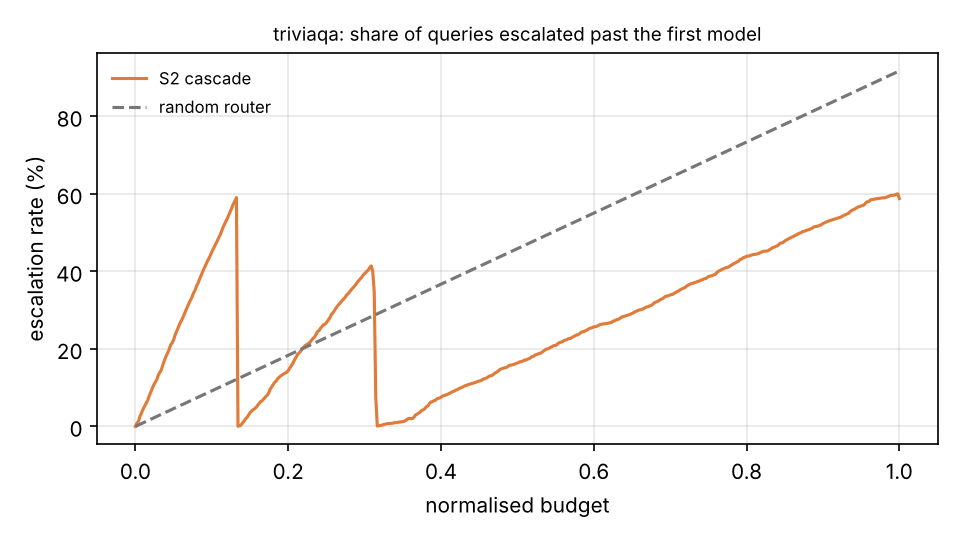 triviaqa: share of queries escalated past the first model
S2 cascade
random router
escalation rate (%)
80
60
40
20
0
0.0 0.2 0.4 0.6 0.8 1.0
normalised budget